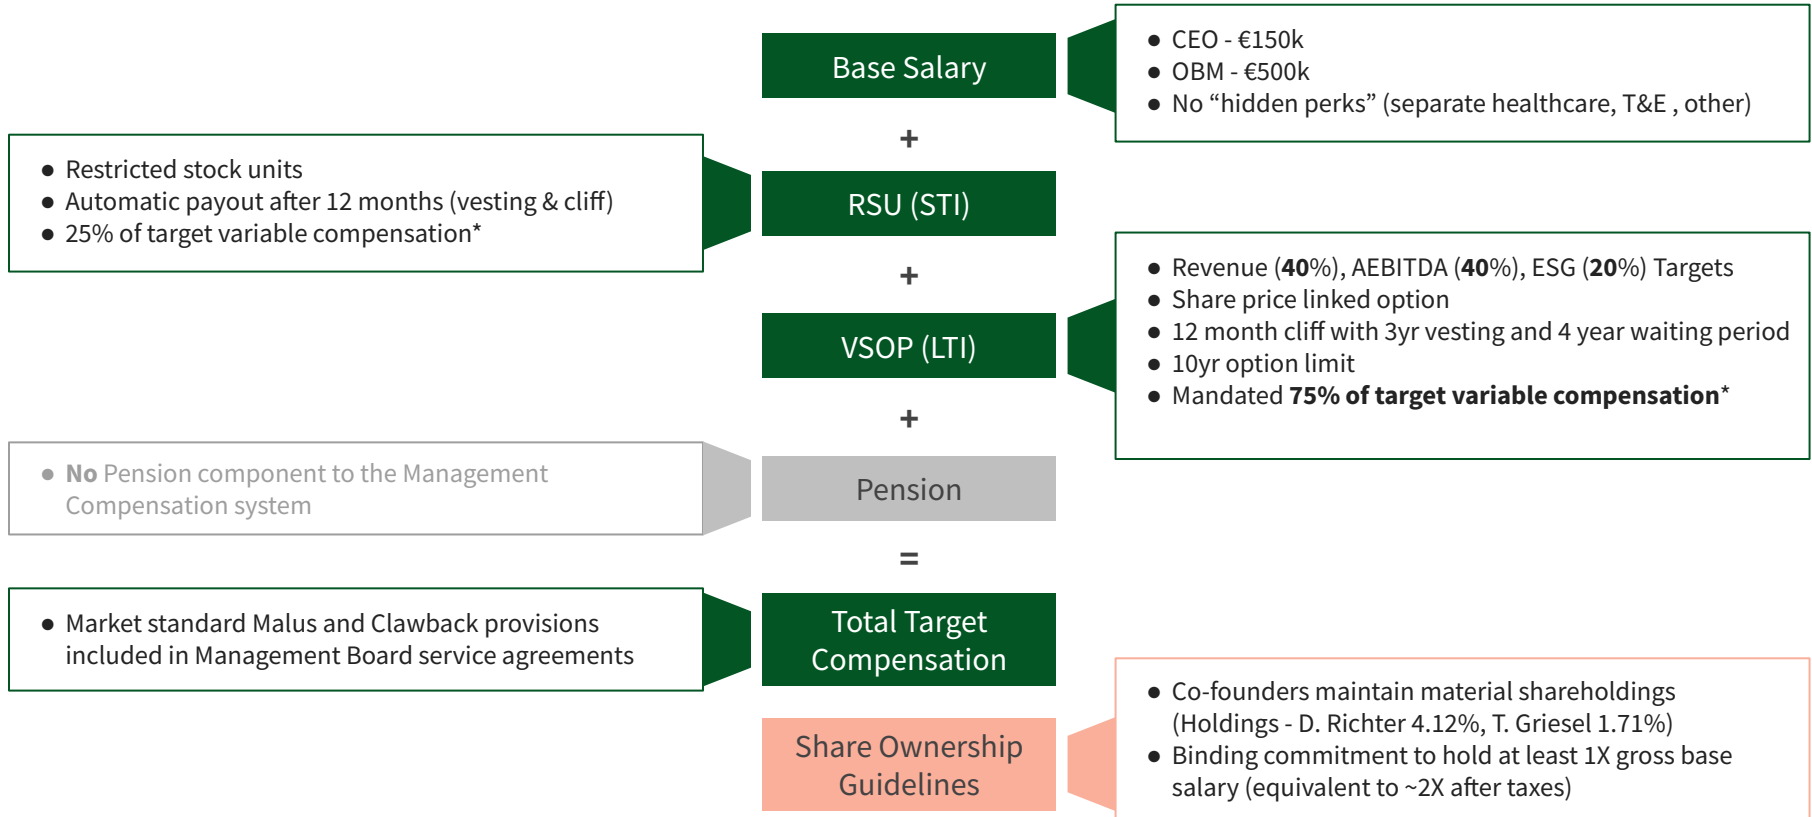 Base Salary
● CEO - €150k
● OBM - €500k
● No “hidden perks” (separate healthcare, T&E , other)
+
● Restricted stock units
● Automatic payout after 12 months (vesting & cliff)
● 25% of target variable compensation*
RSU (STI)
+
VSOP (LTI)
● Revenue (40%), AEBITDA (40%), ESG (20%) Targets
● Share price linked option
● 12 month cliff with 3yr vesting and 4 year waiting period
● 10yr option limit
● Mandated 75% of target variable compensation*
+
● No Pension component to the Management
Compensation system
Pension
=
● Market standard Malus and Clawback provisions
included in Management Board service agreements
Total Target
Compensation
Share Ownership
Guidelines
● Co-founders maintain material shareholdings
(Holdings - D. Richter 4.12%, T. Griesel 1.71%)
● Binding commitment to hold at least 1X gross base
salary (equivalent to ~2X after taxes)